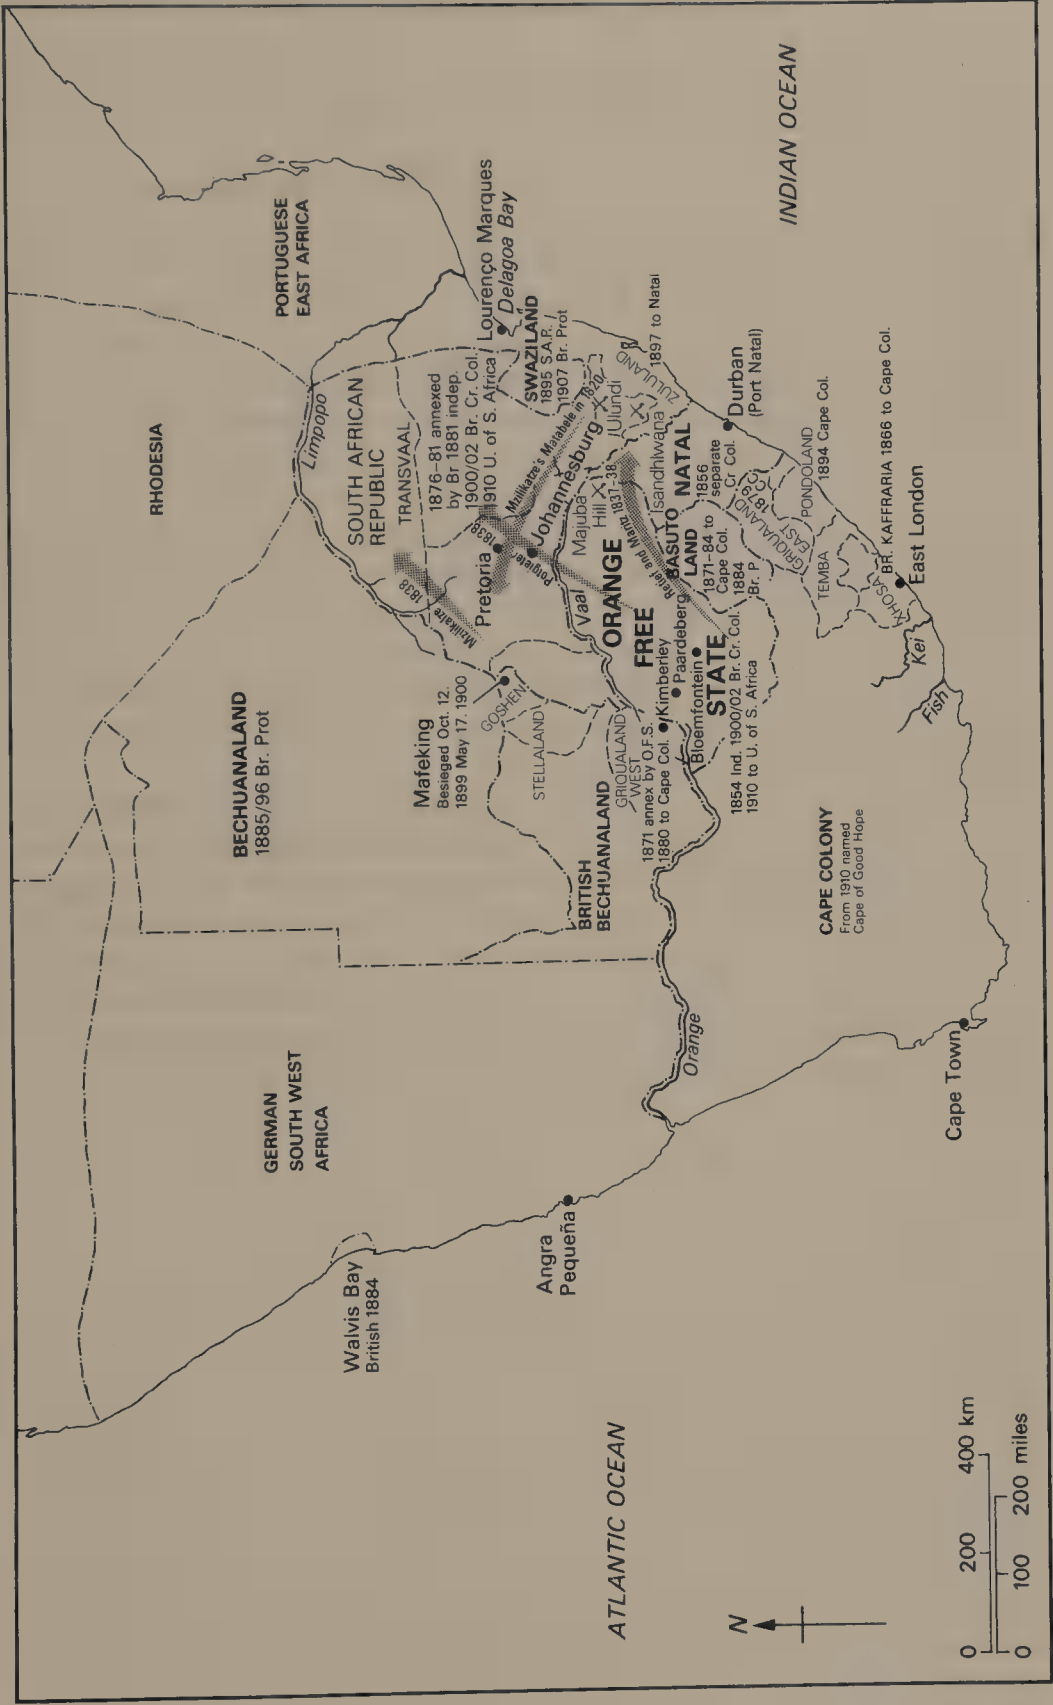 RHODESIA
PORTUGUESE
EAST AFRICA
BECHUANALAND
1885/96 Br. Prot
GERMAN
SOUTH WEST
AFRICA
Walvis Bay
British 1884
Angra
Pequeña
Limpopo
SOUTH AFRICAN
REPUBLIC
TRANSVAAL
1876–81 annexed
by Br 1881 indep.
1900/02 Br. Cr. Col.
1910 U. of S. Africa
Lourenço Marques
Delagoa Bay
SWAZILAND
1895 S.A.R.
1907 Br. Prot
Mzilikatze's Matabele in 1820
Mzilikatze 1838
Potgieter 1838
Pretoria
Johannesburg
Mafeking
Besieged Oct. 12.
1899 May 17. 1900
GOSHEN
STELLALAND
BRITISH
BECHUANALAND
GRIQUALAND
WEST
1871 annex by O.F.S.
1880 to Cape Col.
Vaal
Majuba
Hill
Ulundi
ZULULAND
1897 to Natal
Isandhlwana
1837-38
ORANGE
FREE
STATE
1854 Ind. 1900/02 Br. Cr. Col.
1910 to U. of S. Africa
Kimberley
Paardeberg
Bloemfontein
BASUTO
LAND
1871–84 to
Cape Col.
1884
Br. P
NATAL
1856
separate
Cr Col.
Durban
(Port Natal)
GRIQUALAND
EAST
1879
PONDOLAND
1894 Cape Col.
TEMBA
XHOSA
BR. KAFFRARIA 1866 to Cape Col.
East London
Kei
Fish
Orange
CAPE COLONY
From 1910 named
Cape of Good Hope
Cape Town
INDIAN OCEAN
ATLANTIC OCEAN
N
0 200 400 km
0 100 200 miles